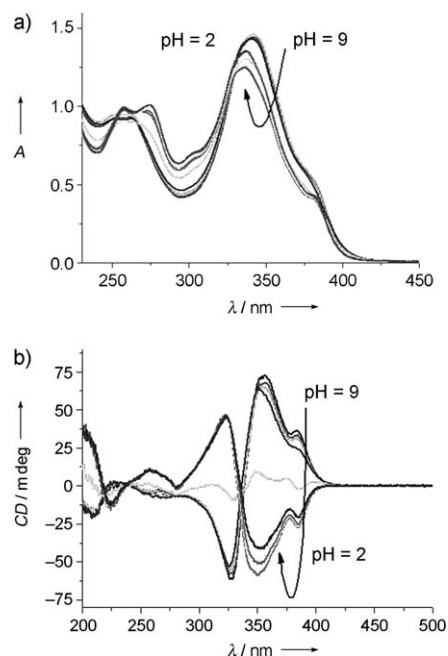 a)
1.5
pH = 2
pH = 9
1.0
A
0.5
0.0
250 300 350 400 450
λ / nm
b)
75
50
pH = 9
25
CD / m deg
0
−25
pH = 2
−50
−75
200 250 300 350 400 450 500
λ / nm